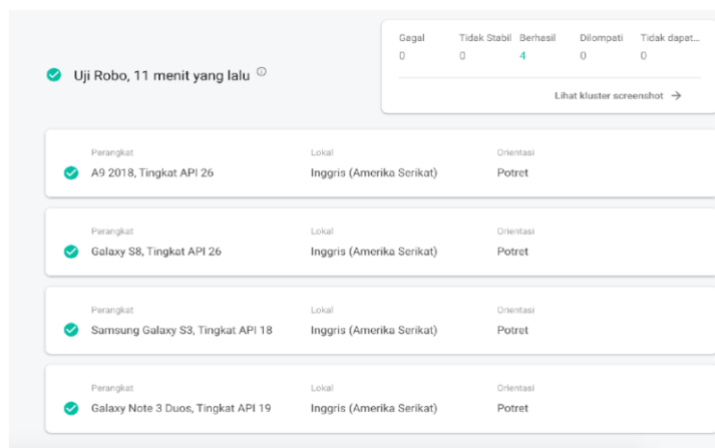 Gagal Tidak Stabil Berhasil Dilompati Tidak dapat...
0 0 4 0 0
Uji Robo, 11 menit yang lalu
Lihat kluster screenshot →
Perangkat Lokal Orientasi
A9 2018, Tingkat API 26 Inggris (Amerika Serikat) Potret
Perangkat Lokal Orientasi
Galaxy S8, Tingkat API 26 Inggris (Amerika Serikat) Potret
Perangkat Lokal Orientasi
Samsung Galaxy S3, Tingkat API 18 Inggris (Amerika Serikat) Potret
Perangkat Lokal Orientasi
Galaxy Note 3 Duos, Tingkat API 19 Inggris (Amerika Serikat) Potret